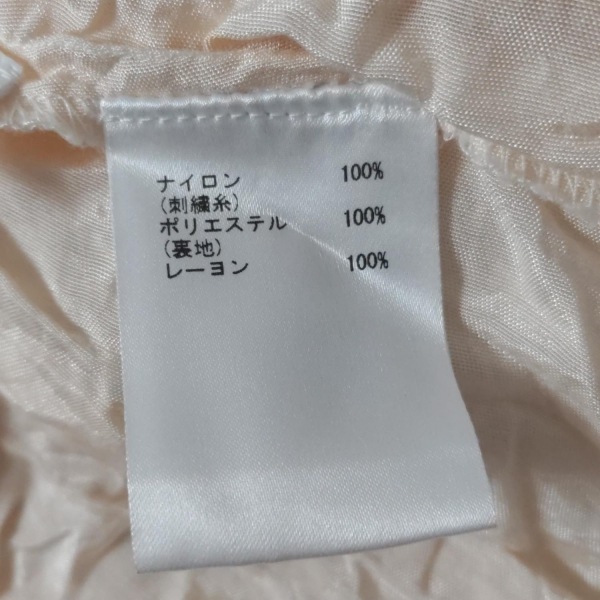 ナイロン 100%
(刺繍糸)
ポリエステル 100%
(裏地)
レーヨン 100%